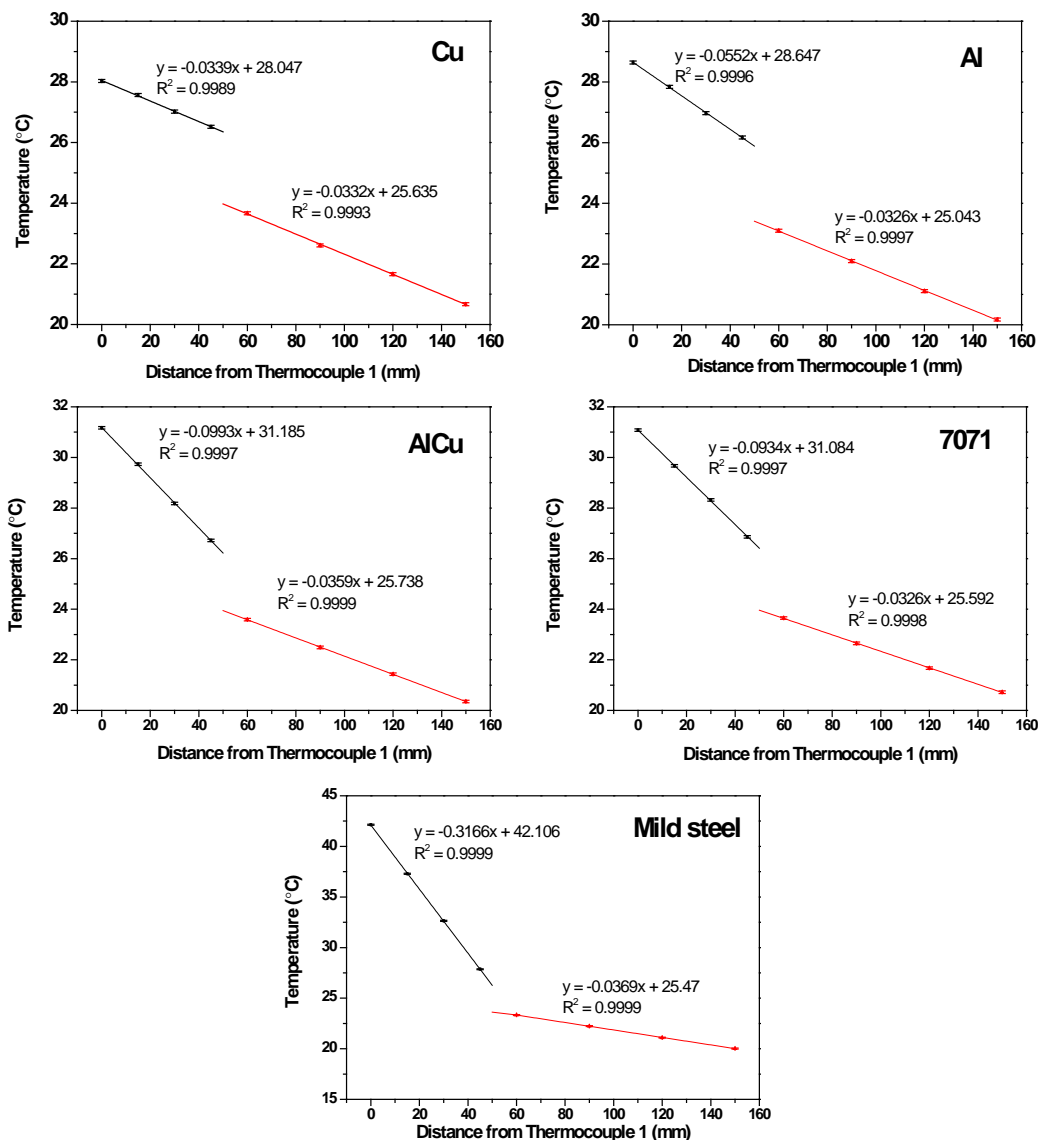 Cu
y = -0.0339x + 28.047
R² = 0.9989
y = -0.0332x + 25.635
R² = 0.9993
30
28
26
24
22
20
0 20 40 60 80 100 120 140 160
Temperature (°C)
Distance from Thermocouple 1 (mm)
Al
y = -0.0552x + 28.647
R² = 0.9996
y = -0.0326x + 25.043
R² = 0.9997
30
28
26
24
22
20
0 20 40 60 80 100 120 140 160
Temperature (°C)
Distance from Thermocouple 1 (mm)
AlCu
y = -0.0993x + 31.185
R² = 0.9997
y = -0.0359x + 25.738
R² = 0.9999
32
30
28
26
24
22
20
0 20 40 60 80 100 120 140 160
Temperature (°C)
Distance from Thermocouple 1 (mm)
7071
y = -0.0934x + 31.084
R² = 0.9997
y = -0.0326x + 25.592
R² = 0.9998
32
30
28
26
24
22
20
0 20 40 60 80 100 120 140 160
Temperature (°C)
Distance from Thermocouple 1 (mm)
Mild steel
y = -0.3166x + 42.106
R² = 0.9999
y = -0.0369x + 25.47
R² = 0.9999
45
40
35
30
25
20
15
0 20 40 60 80 100 120 140 160
Temperature (°C)
Distance from Thermocouple 1 (mm)